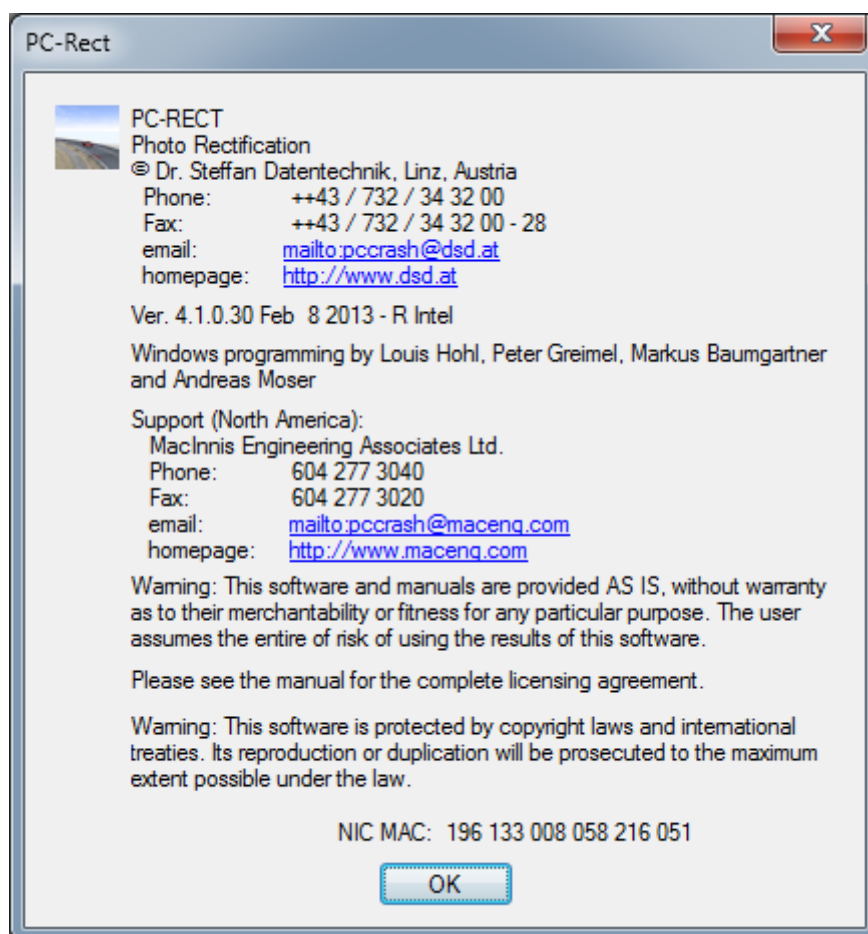 PC-Rect
PC-RECT
Photo Rectification
© Dr. Steffan Datentechnik, Linz, Austria
Phone: ++43 / 732 / 34 32 00
Fax: ++43 / 732 / 34 32 00 - 28
email: mailto:pccrash@dsd.at
homepage: http://www.dsd.at
Ver. 4.1.0.30 Feb 8 2013 - R Intel
Windows programming by Louis Hohl, Peter Greimel, Markus Baumgartner
and Andreas Moser
Support (North America):
MacInnis Engineering Associates Ltd.
Phone: 604 277 3040
Fax: 604 277 3020
email: mailto:pccrash@maceng.com
homepage: http://www.maceng.com
Warning: This software and manuals are provided AS IS, without warranty
as to their merchantability or fitness for any particular purpose. The user
assumes the entire of risk of using the results of this software.
Please see the manual for the complete licensing agreement.
Warning: This software is protected by copyright laws and international
treaties. Its reproduction or duplication will be prosecuted to the maximum
extent possible under the law.
NIC MAC: 196 133 008 058 216 051
OK